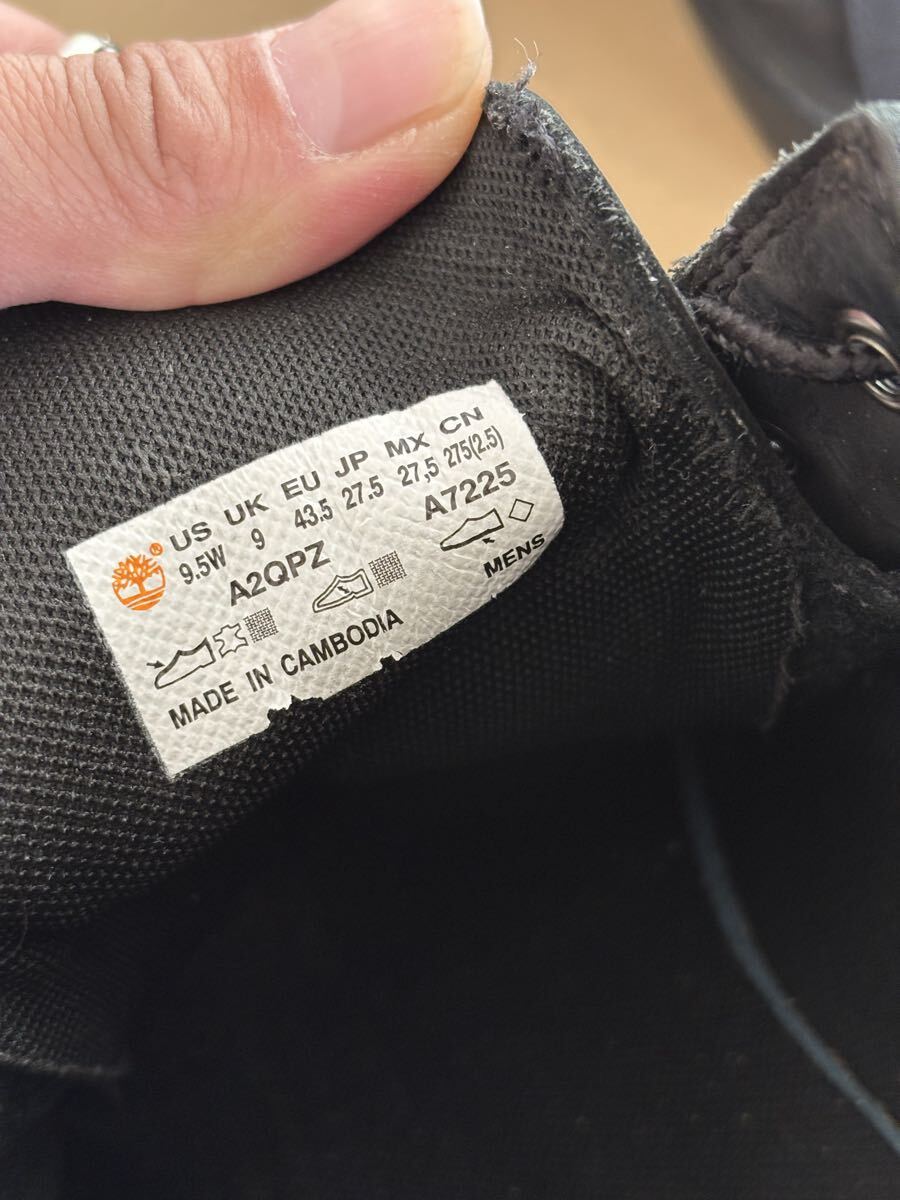 ® US UK EU JP MX CN
9.5W 9 43.5 27.5 27,5 275(2.5)
A2QPZ A7225
MENS
MADE IN CAMBODIA